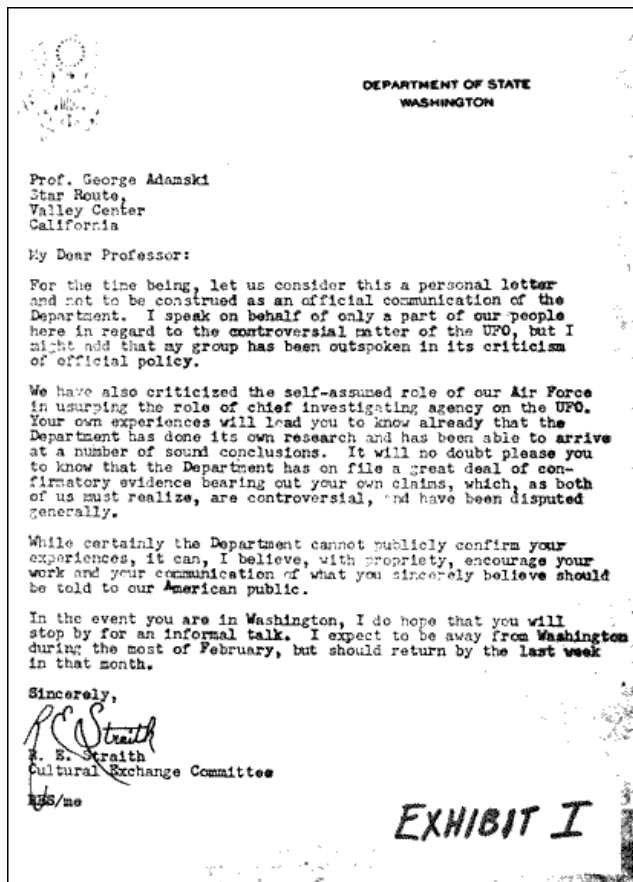 DEPARTMENT OF STATE
WASHINGTON
Prof. George Adamski
Star Route,
Valley Center
California
My Dear Professor:
For the time being, let us consider this a personal letter
and not to be construed as an official communication of the
Department. I speak on behalf of only a part of our people
here in regard to the controversial matter of the UFO, but I
might add that my group has been outspoken in its criticism
of official policy.
We have also criticized the self-assumed role of our Air Force
in usurping the role of chief investigating agency on the UFO.
Your own experiences will lead you to know already that the
Department has done its own research and has been able to arrive
at a number of sound conclusions. It will no doubt please you
to know that the Department has on file a great deal of con-
firmatory evidence bearing out your own claims, which, as both
of us must realize, are controversial, and have been disputed
generally.
While certainly the Department cannot publicly confirm your
experiences, it can, I believe, with propriety, encourage your
work and your communication of what you sincerely believe should
be told to our American public.
In the event you are in Washington, I do hope that you will
stop by for an informal talk. I expect to be away from Washington
during the most of February, but should return by the last week
in that month.
Sincerely,
R E Straith
R. E. Straith
Cultural Exchange Committee
RES/me
EXHIBIT I